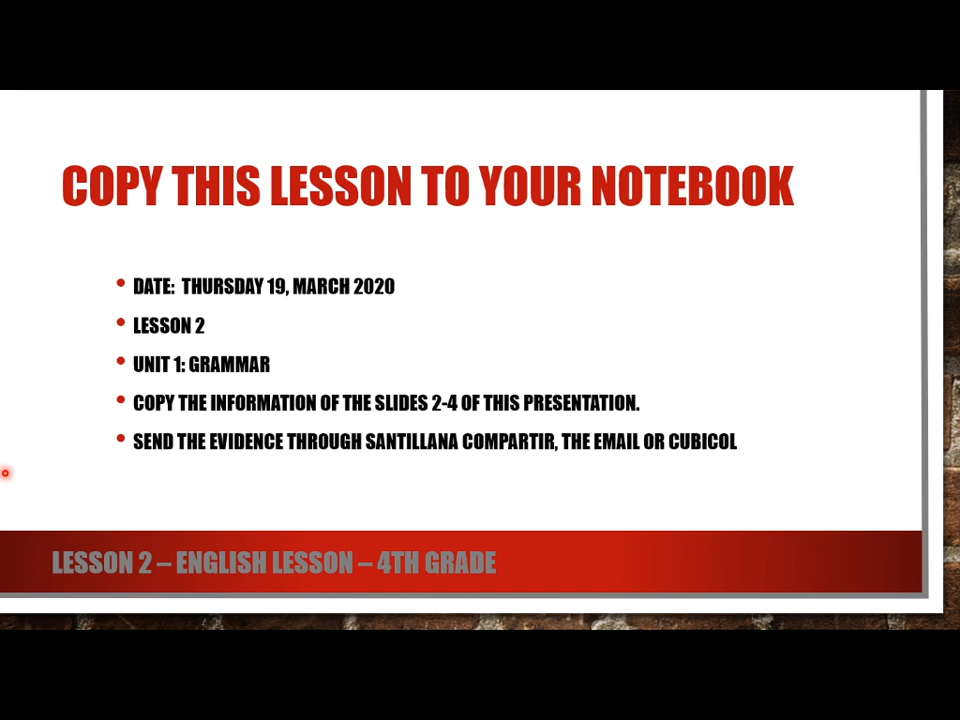 COPY THIS LESSON TO YOUR NOTEBOOK
• DATE:  THURSDAY 19, MARCH 2020
• LESSON 2
• UNIT 1: GRAMMAR
• COPY THE INFORMATION OF THE SLIDES 2-4 OF THIS PRESENTATION.
• SEND THE EVIDENCE THROUGH SANTILLANA COMPARTIR, THE EMAIL OR CUBICOL
LESSON 2 – ENGLISH LESSON – 4TH GRADE